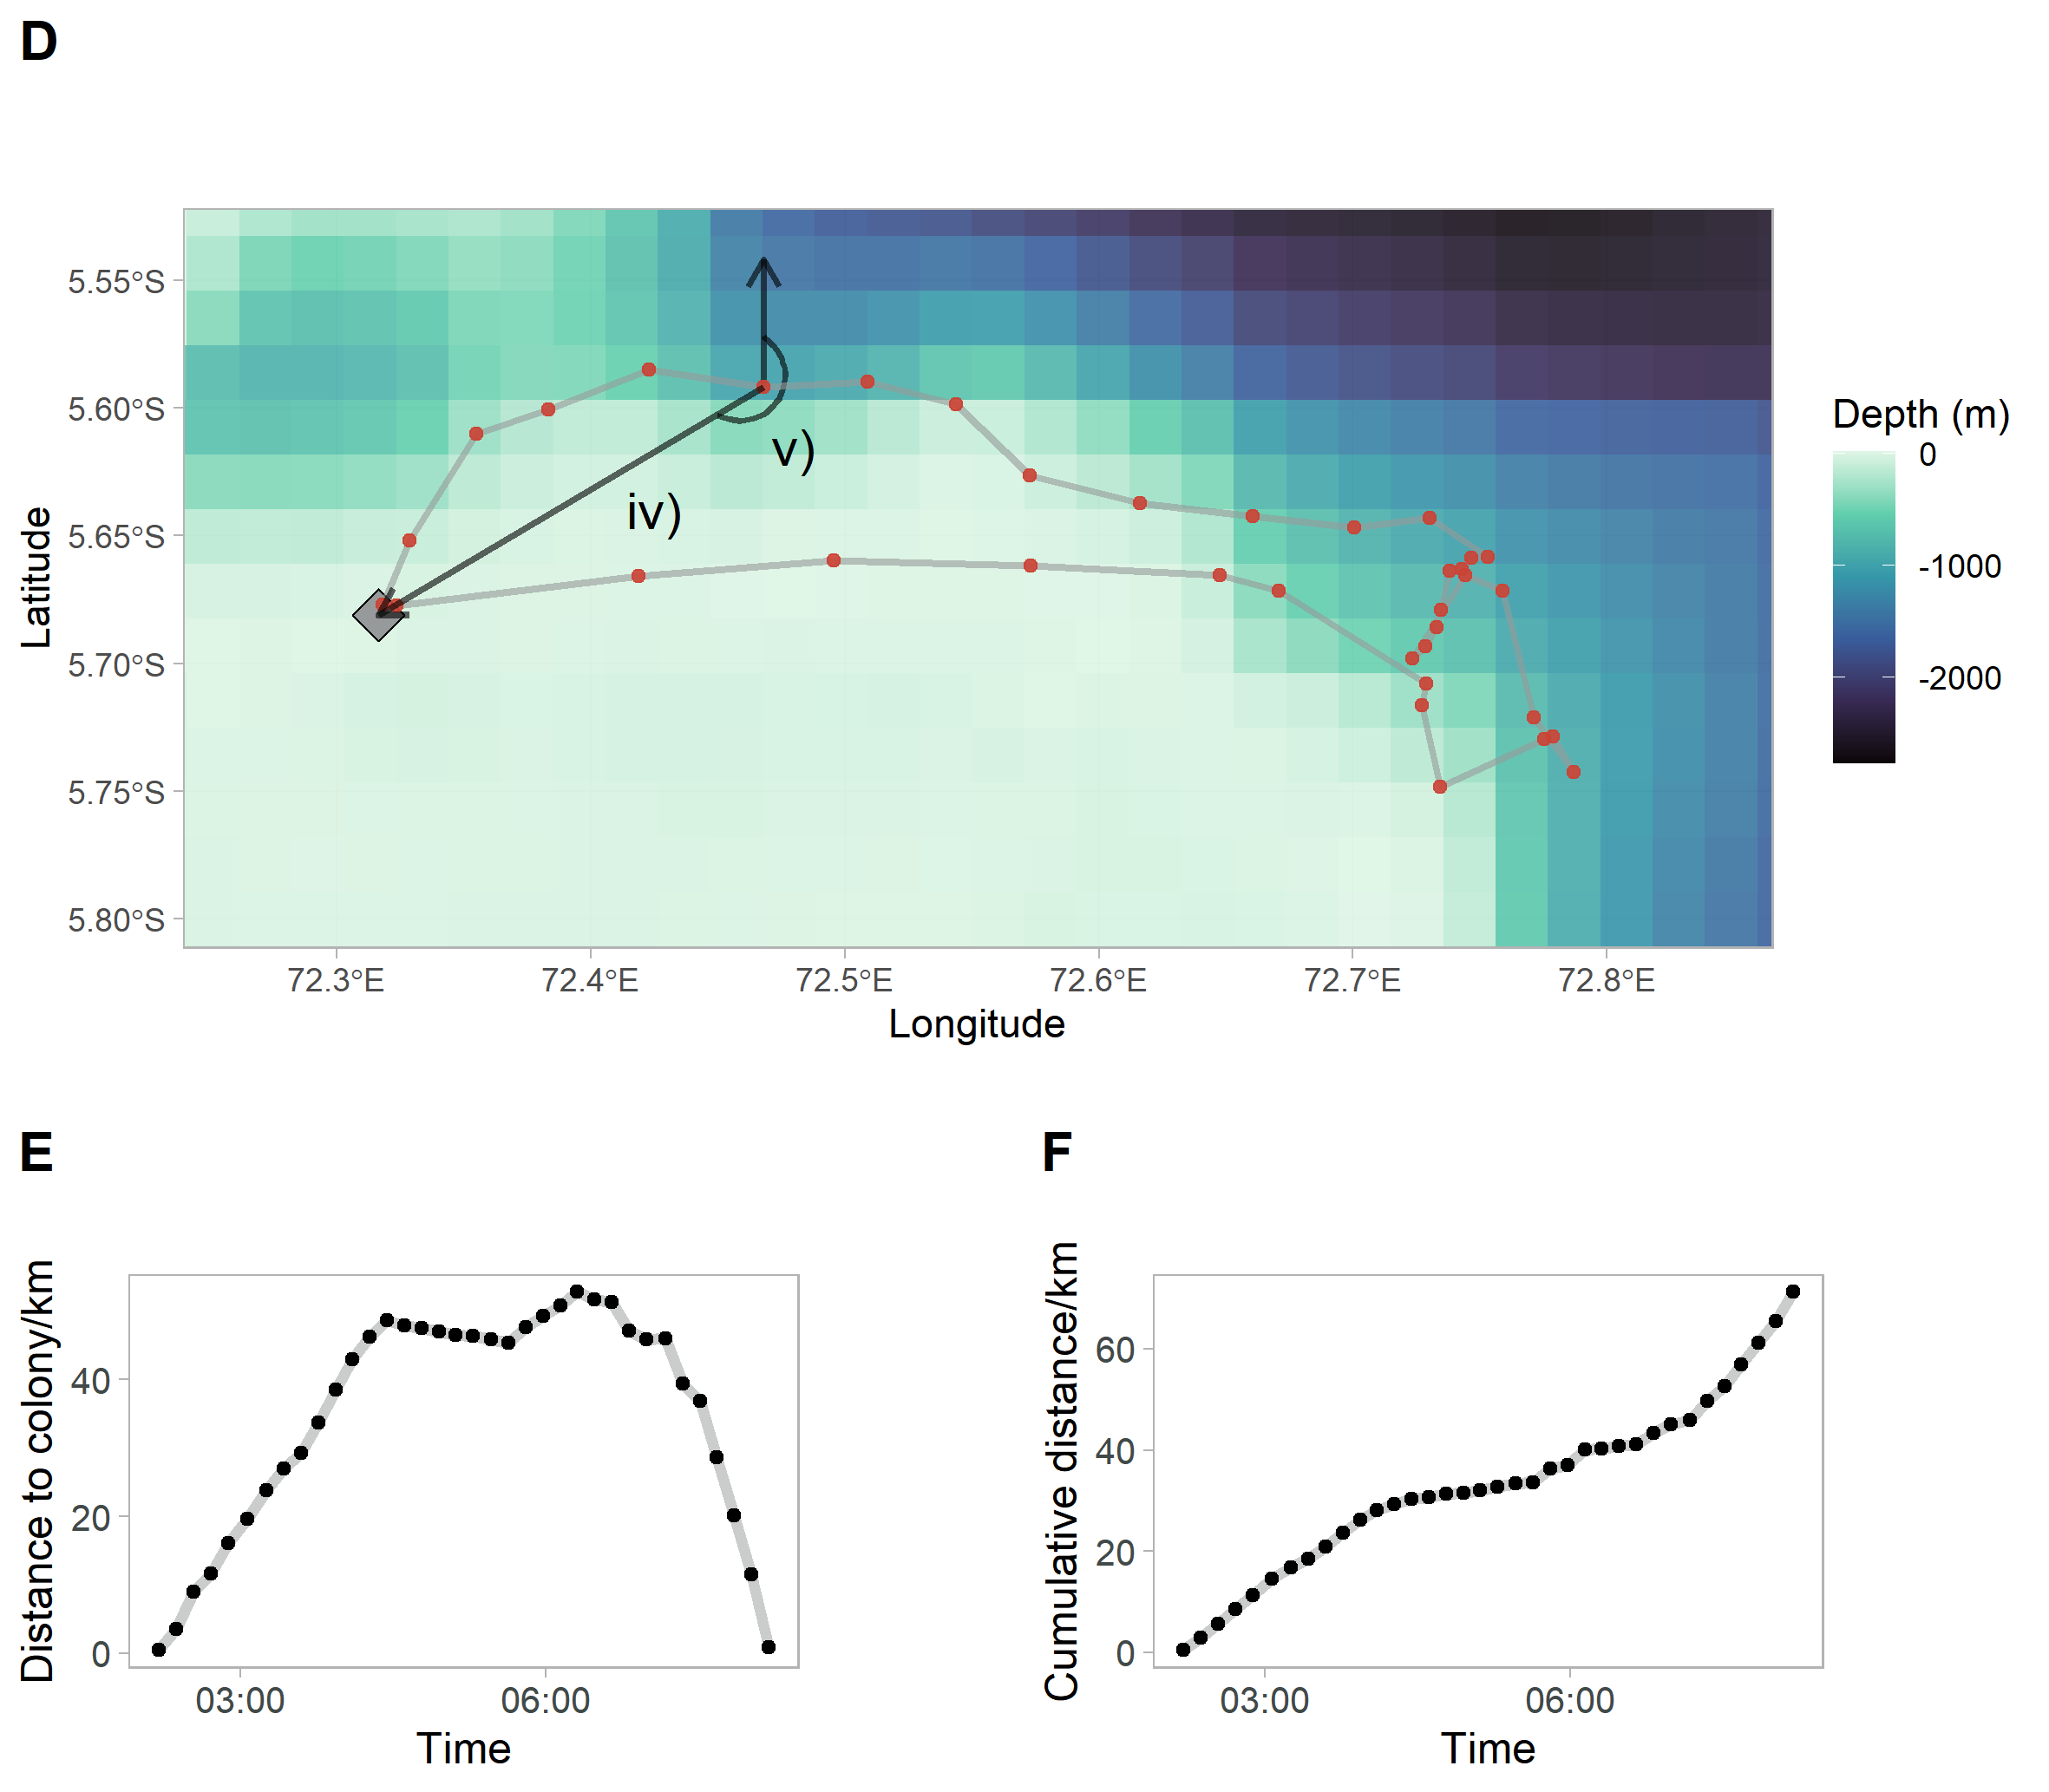 D
5.55°S
5.60°S
5.65°S
5.70°S
5.75°S
5.80°S
Latitude
iv)
v)
72.3°E 72.4°E 72.5°E 72.6°E 72.7°E 72.8°E
Longitude
Depth (m)
0
-1000
-2000
E
Distance to colony/km
40
20
0
03:00 06:00
Time
F
Cumulative distance/km
60
40
20
0
03:00 06:00
Time